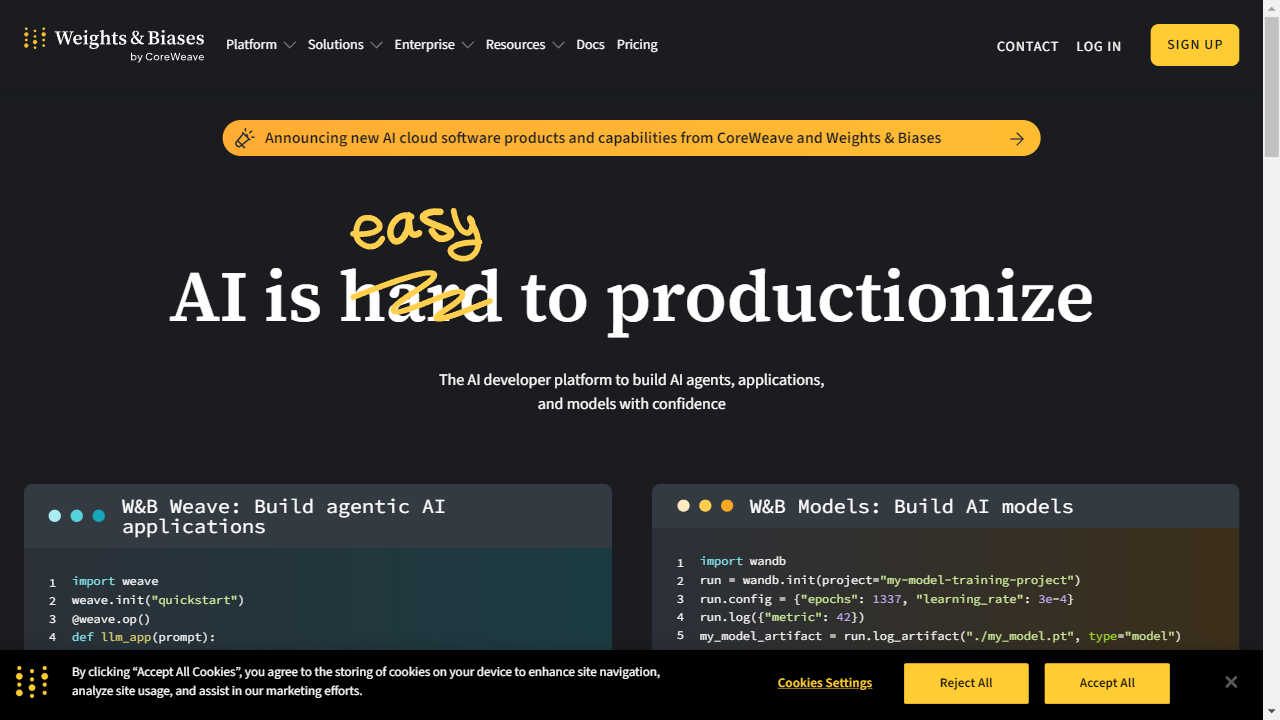 Weights & Biases
by CoreWeave
Platform Solutions Enterprise Resources Docs Pricing
CONTACT LOG IN SIGN UP
Announcing new AI cloud software products and capabilities from CoreWeave and Weights & Biases
easy
AI is hard to productionize
The AI developer platform to build AI agents, applications,
and models with confidence
W&B Weave: Build agentic AI
applications
1 import weave
2 weave.init("quickstart")
3 @weave.op()
4 def llm_app(prompt):
W&B Models: Build AI models
1 import wandb
2 run = wandb.init(project="my-model-training-project")
3 run.config = {"epochs": 1337, "learning_rate": 3e-4}
4 run.log({"metric": 42})
5 my_model_artifact = run.log_artifact("./my_model.pt", type="model")
By clicking “Accept All Cookies”, you agree to the storing of cookies on your device to enhance site navigation,
analyze site usage, and assist in our marketing efforts.
Cookies Settings Reject All Accept All